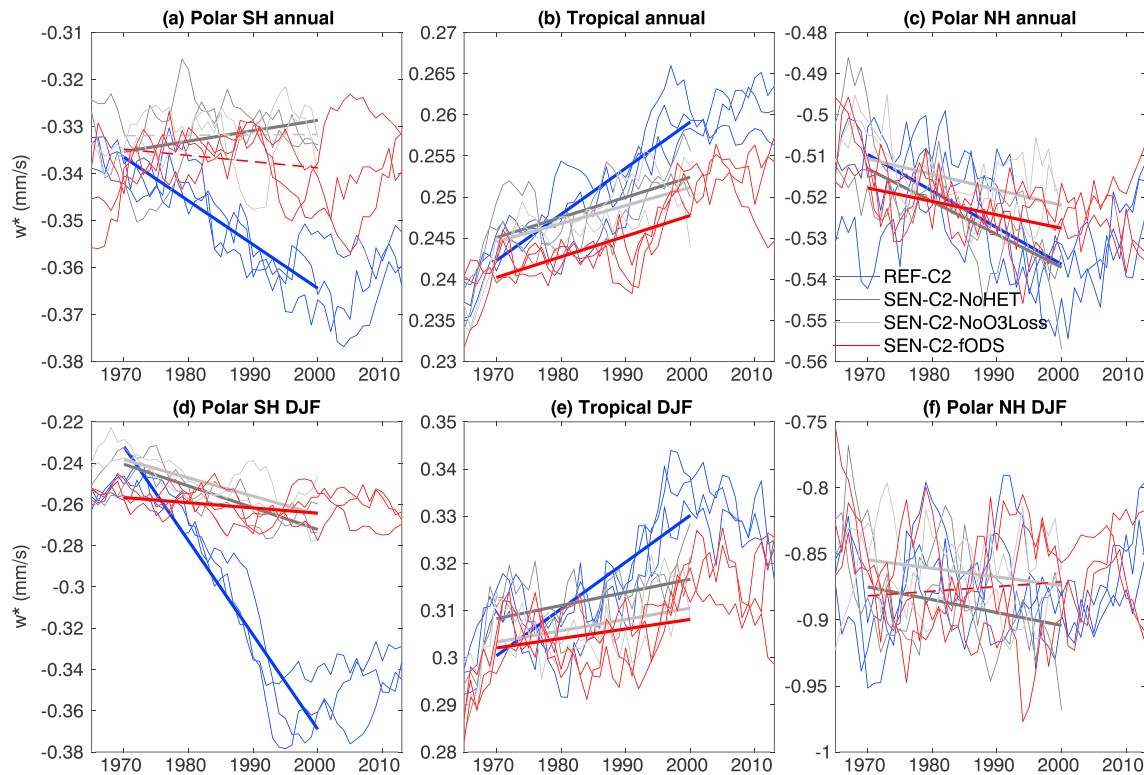 (a) Polar SH annual
(b) Tropical annual
(c) Polar NH annual
w* (mm/s)
-0.31
-0.32
-0.33
-0.34
-0.35
-0.36
-0.37
-0.38
1970 1980 1990 2000 2010
0.27
0.265
0.26
0.255
0.25
0.245
0.24
0.235
0.23
1970 1980 1990 2000 2010
-0.48
-0.49
-0.5
-0.51
-0.52
-0.53
-0.54
-0.55
-0.56
REF-C2
SEN-C2-NoHET
SEN-C2-NoO3Loss
SEN-C2-fODS
1970 1980 1990 2000 2010
(d) Polar SH DJF
(e) Tropical DJF
(f) Polar NH DJF
w* (mm/s)
-0.22
-0.24
-0.26
-0.28
-0.3
-0.32
-0.34
-0.36
-0.38
1970 1980 1990 2000 2010
0.35
0.34
0.33
0.32
0.31
0.3
0.29
0.28
1970 1980 1990 2000 2010
-0.75
-0.8
-0.85
-0.9
-0.95
-1
1970 1980 1990 2000 2010